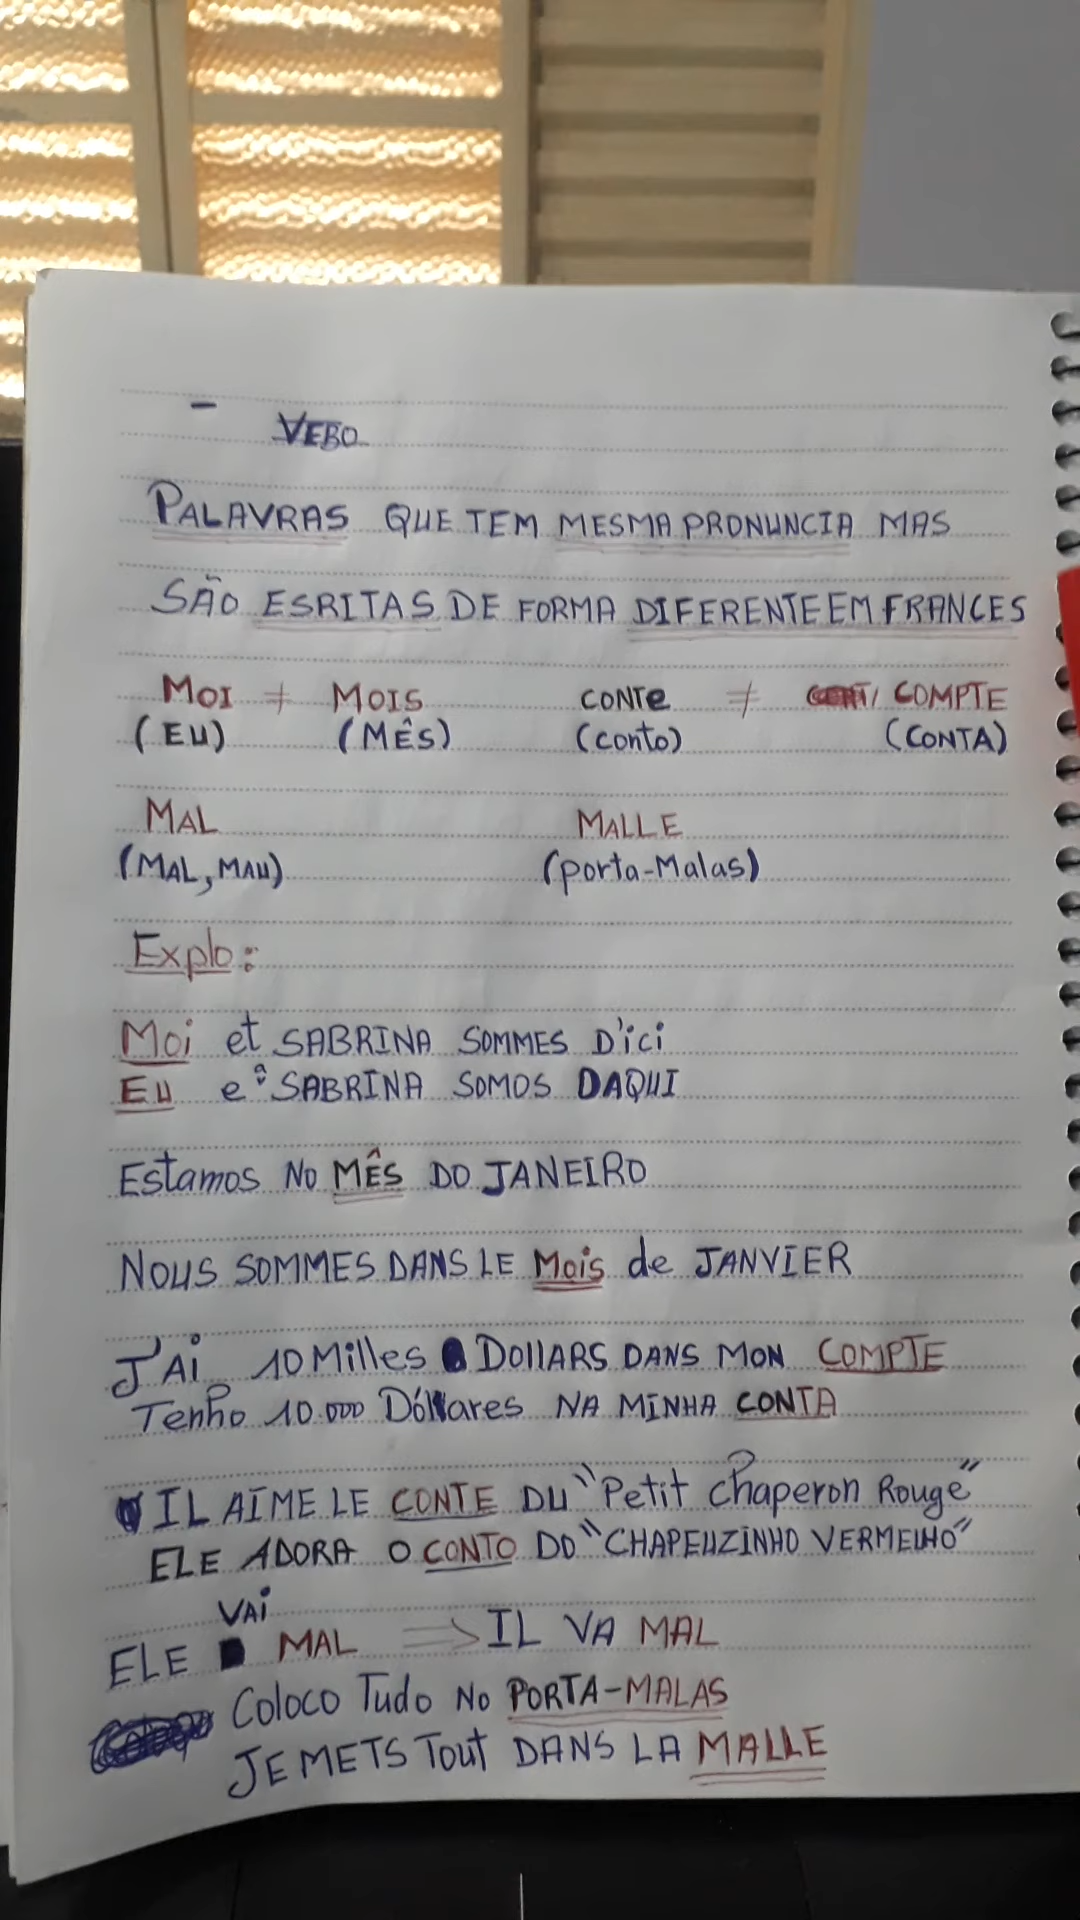 -
VEBO
PALAVRAS QUE TEM MESMA PRONUNCIA MAS
SÃO ESRITAS DE FORMA DIFERENTE EM FRANCES
MOI ≠ MOIS CONTE ≠ COMPTE
(EU) (MÊS) (conto) (CONTA)
MAL MALLE
(MAL, MAU) (porta-Malas)
Explo:
Moi et SABRINA SOMMES D'ici
EU e a SABRINA SOMOS DAQUI
Estamos NO MÊS DO JANEIRO
NOUS SOMMES DANS LE Mois de JANVIER
J'Ai 10 Milles DOllARS DANS MON COMPTE
Tenho 10.000 Dóllares NA MINHA CONTA
IL AIME LE CONTE DU "Petit chaperon Rouge"
ELE ADORA O CONTO DO "CHAPEUZINHO VERMELHO"
VAi
ELE MAL => IL VA MAL
Coloco Tudo NO PORTA-MALAS
JE METS Tout DANS LA MALLE